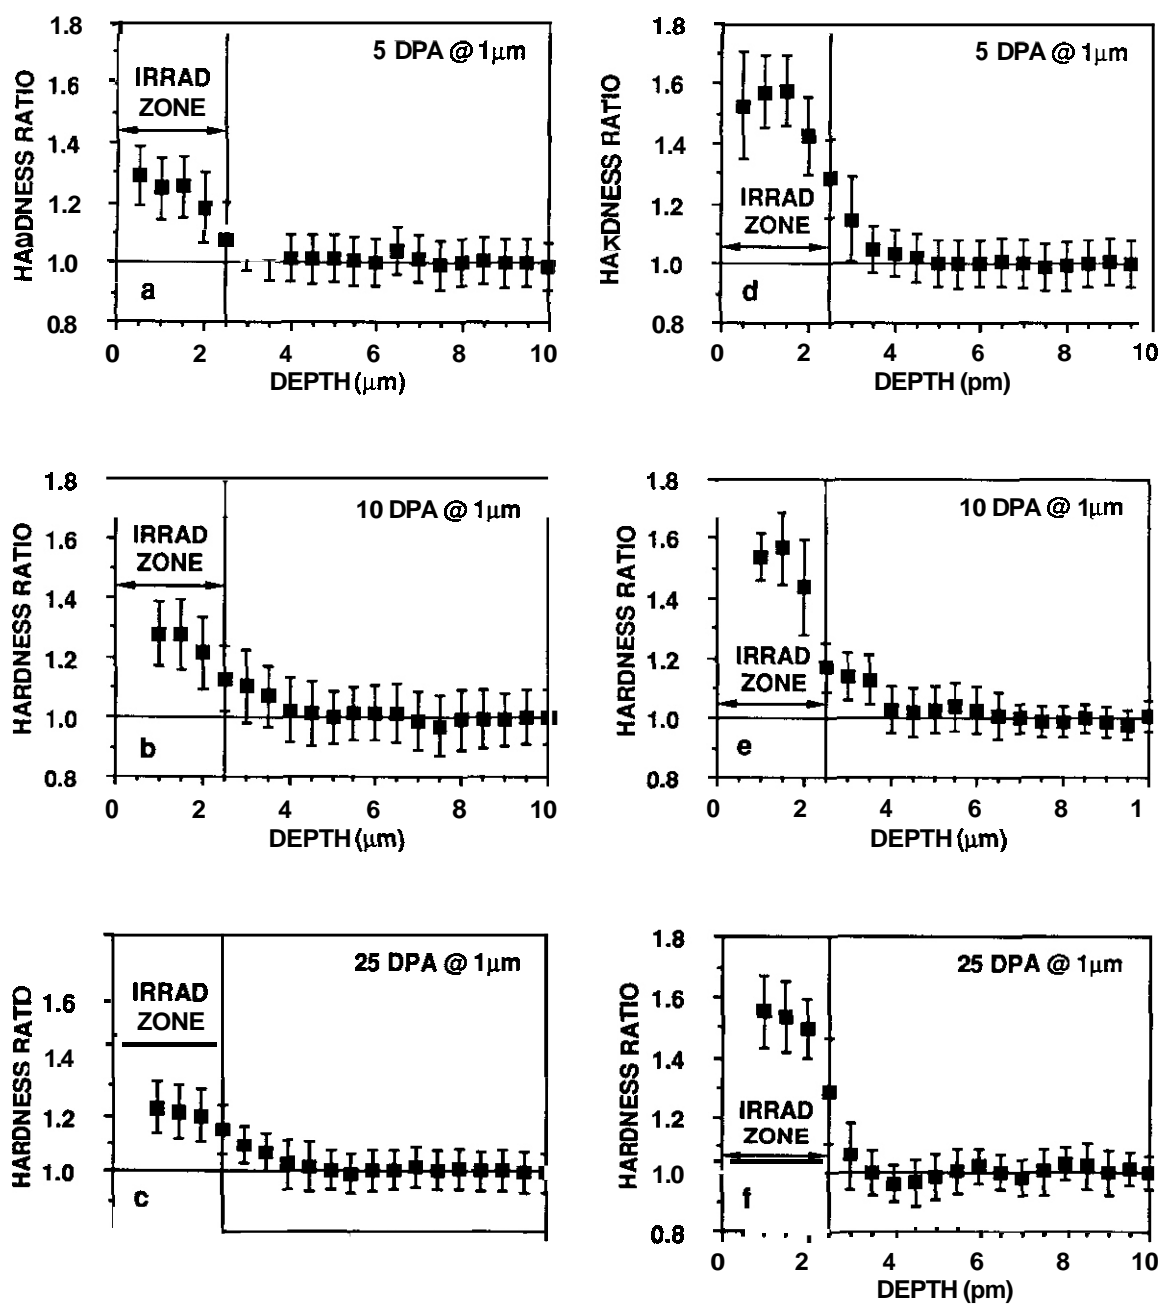 1.8
1.6
1.4
1.2
1.0
0.8
HARDNESS RATIO
5 DPA @ 1μm
IRRAD
ZONE
a
0 2 4 6 8 10
DEPTH (μm)
1.8
1.6
1.4
1.2
1.0
0.8
HARDNESS RATIO
5 DPA @ 1μm
IRRAD
ZONE
d
0 2 4 6 8 10
DEPTH (pm)
1.8
1.6
1.4
1.2
1.0
0.8
HARDNESS RATIO
10 DPA @ 1μm
IRRAD
ZONE
b
0 2 4 6 8 10
DEPTH (μm)
1.8
1.6
1.4
1.2
1.0
0.8
HARDNESS RATIO
10 DPA @ 1μm
IRRAD
ZONE
e
0 2 4 6 8 1
DEPTH (μm)
1.6
1.4
1.2
1.0
HARDNESS RATIO
25 DPA @ 1μm
IRRAD
ZONE
c
1.8
1.6
1.4
1.2
1.0
0.8
HARDNESS RATIO
25 DPA @ 1μm
IRRAD
ZONE
f
0 2 4 6 8 10
DEPTH (pm)